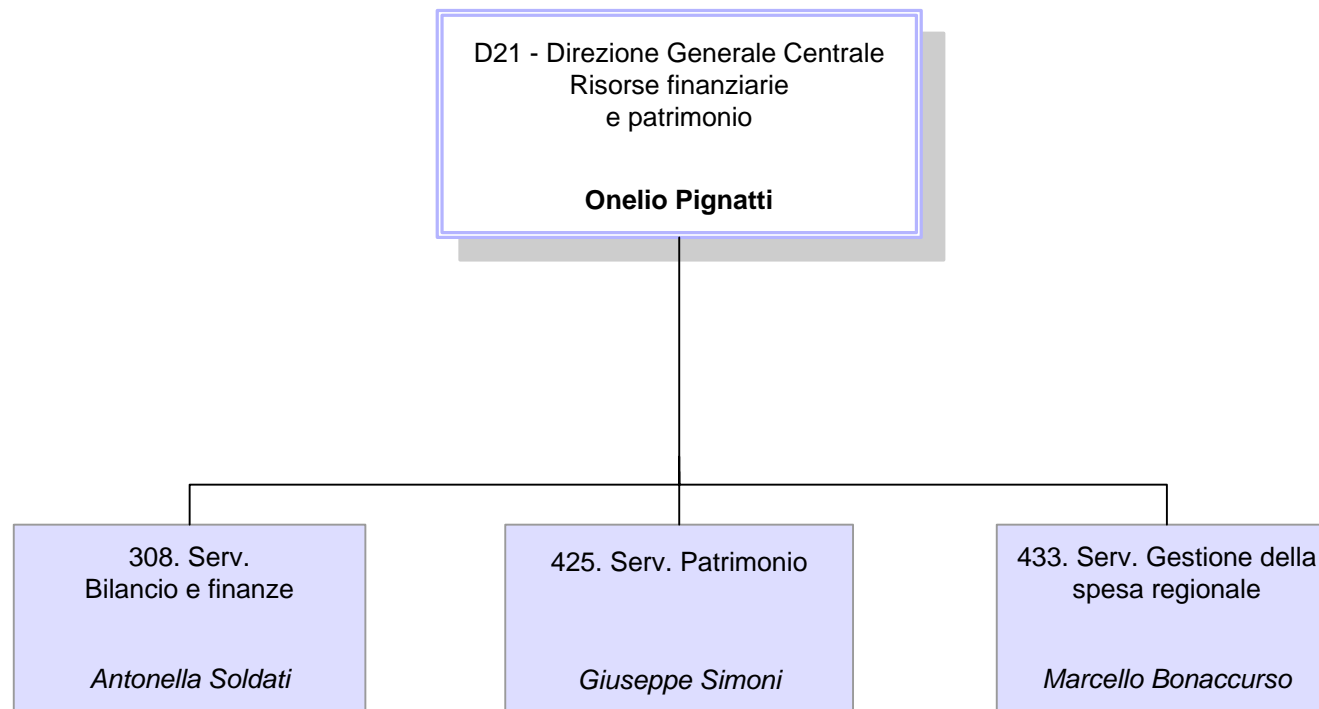 D21 - Direzione Generale Centrale
Risorse finanziarie
e patrimonio
Onelio Pignatti
308. Serv.
Bilancio e finanze
Antonella Soldati
425. Serv. Patrimonio
Giuseppe Simoni
433. Serv. Gestione della
spesa regionale
Marcello Bonaccurso